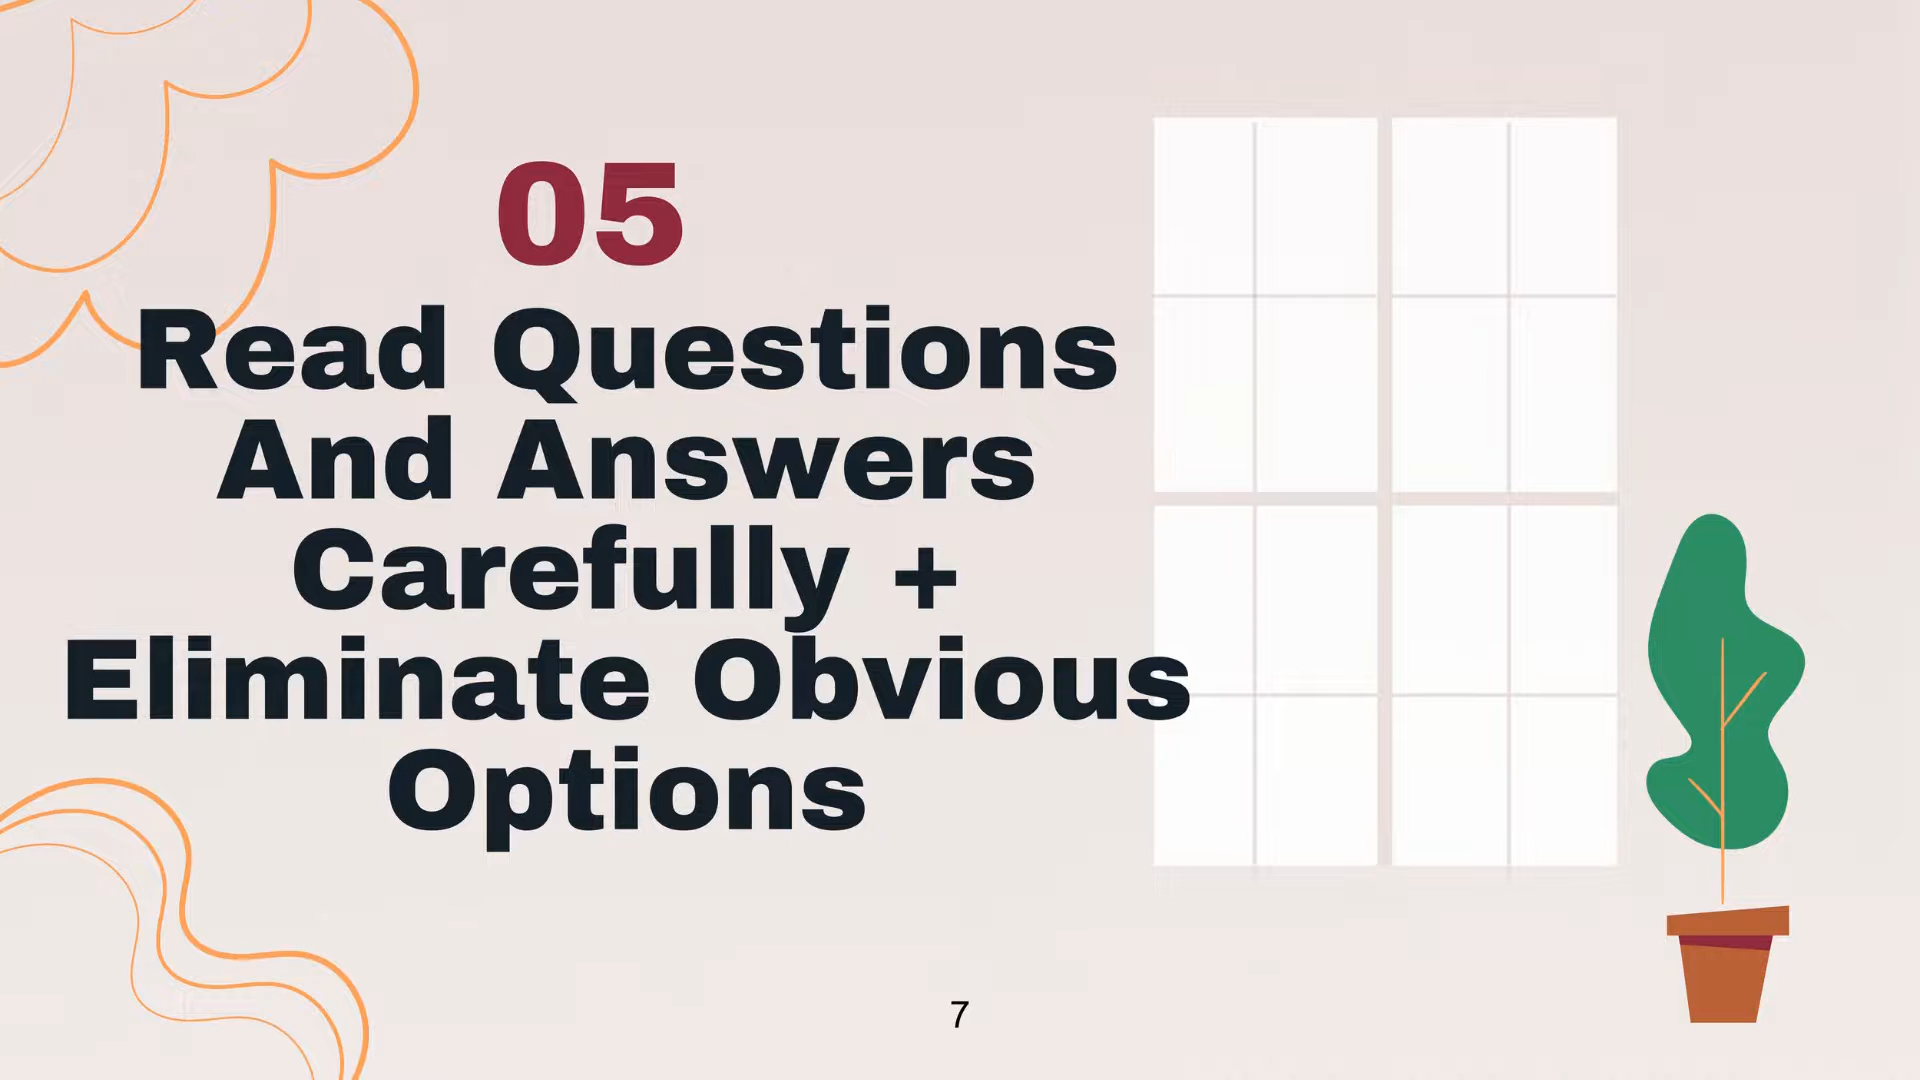 05
Read Questions
And Answers
Carefully +
Eliminate Obvious
Options
7